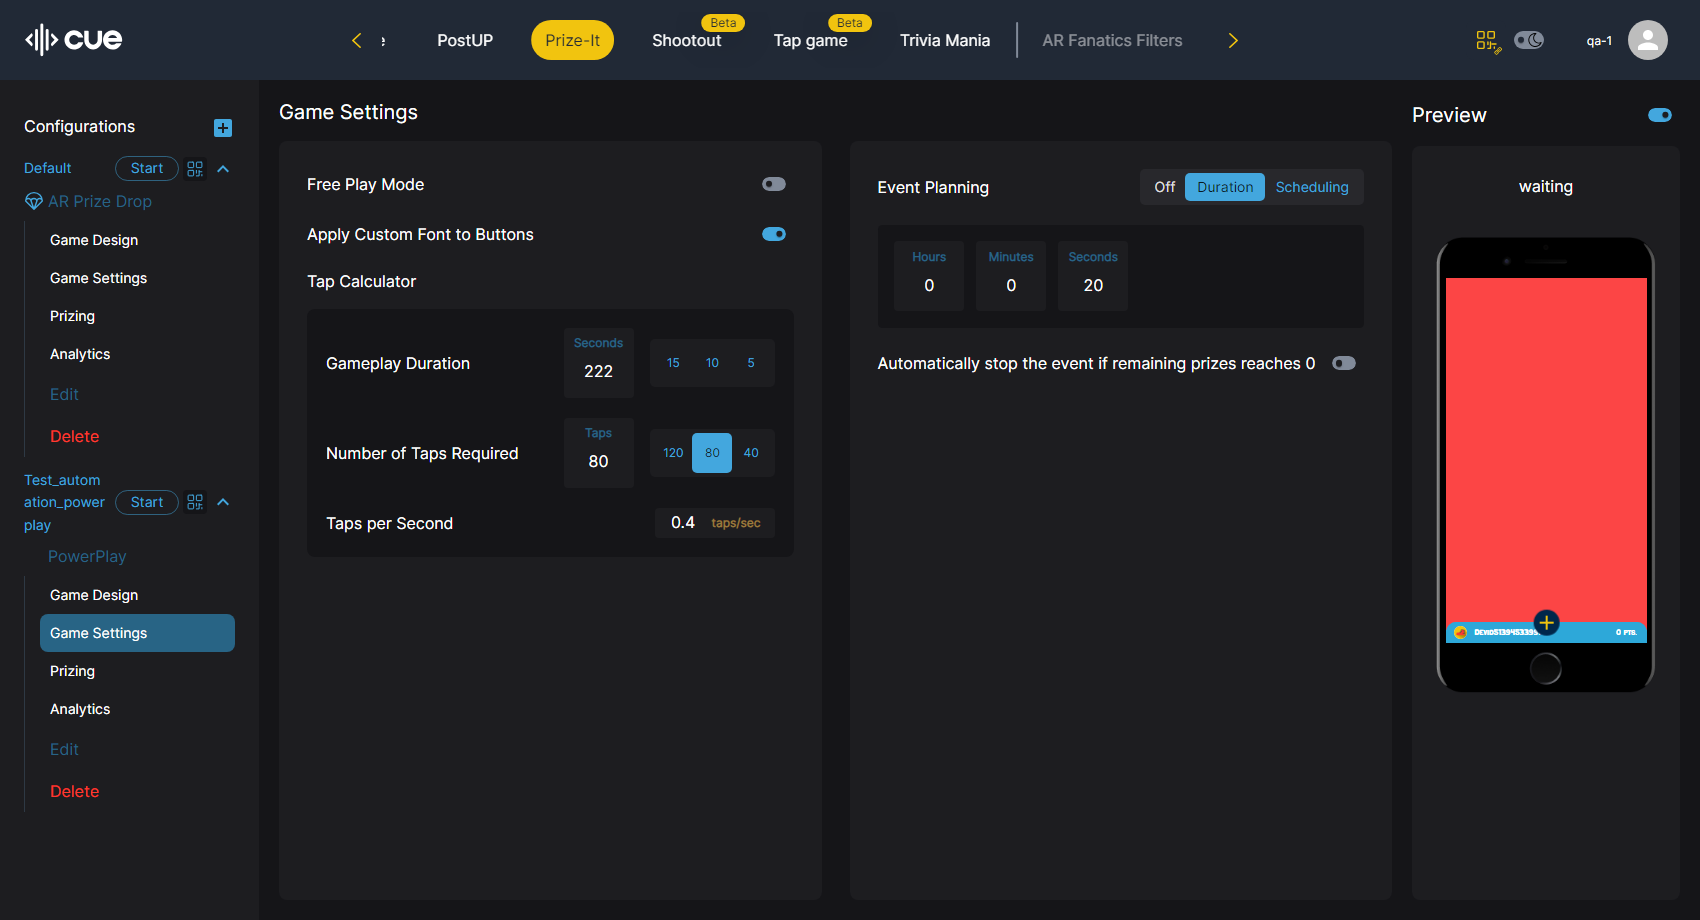 cue
PostUP
Prize-It
Beta
Shootout
Beta
Tap game
Trivia Mania
AR Fanatics Filters
qa-1
Configurations
Default
Start
AR Prize Drop
Game Design
Game Settings
Prizing
Analytics
Edit
Delete
Test_autom
ation_power
play
Start
PowerPlay
Game Design
Game Settings
Prizing
Analytics
Edit
Delete
Game Settings
Free Play Mode
Apply Custom Font to Buttons
Tap Calculator
Gameplay Duration
Seconds
222
15 10 5
Number of Taps Required
Taps
80
120 80 40
Taps per Second
0.4 taps/sec
Event Planning
Off Duration Scheduling
Hours Minutes Seconds
0 0 20
Automatically stop the event if remaining prizes reaches 0
Preview
waiting
0 PTS.